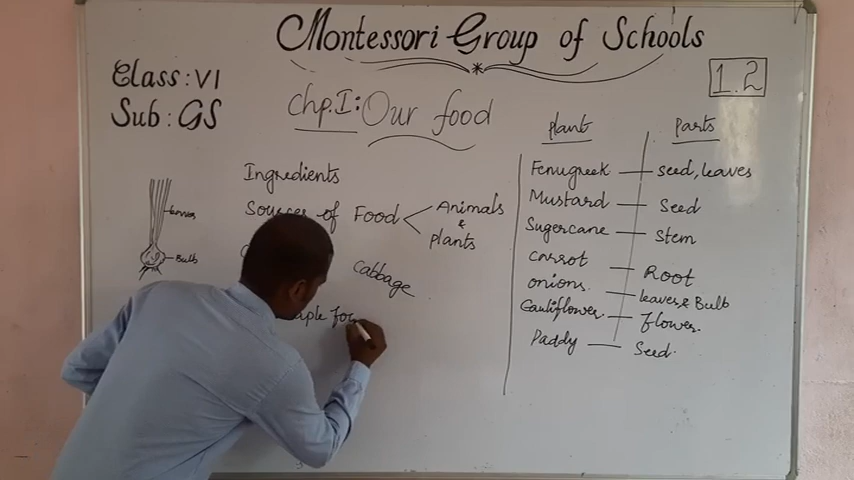 Montessori Group of Schools
Class: VI
Sub: GS
1.2
Chp.I: Our food
Ingredients
Sources of Food < Animals & plants
cabbage
leaves
Bulb
plant parts
Fenugreek — seed, leaves
Mustard — Seed
Sugercane — Stem
carrot — Root
onions. — leaves & Bulb
Cauliflower. — flower.
Paddy — Seed.